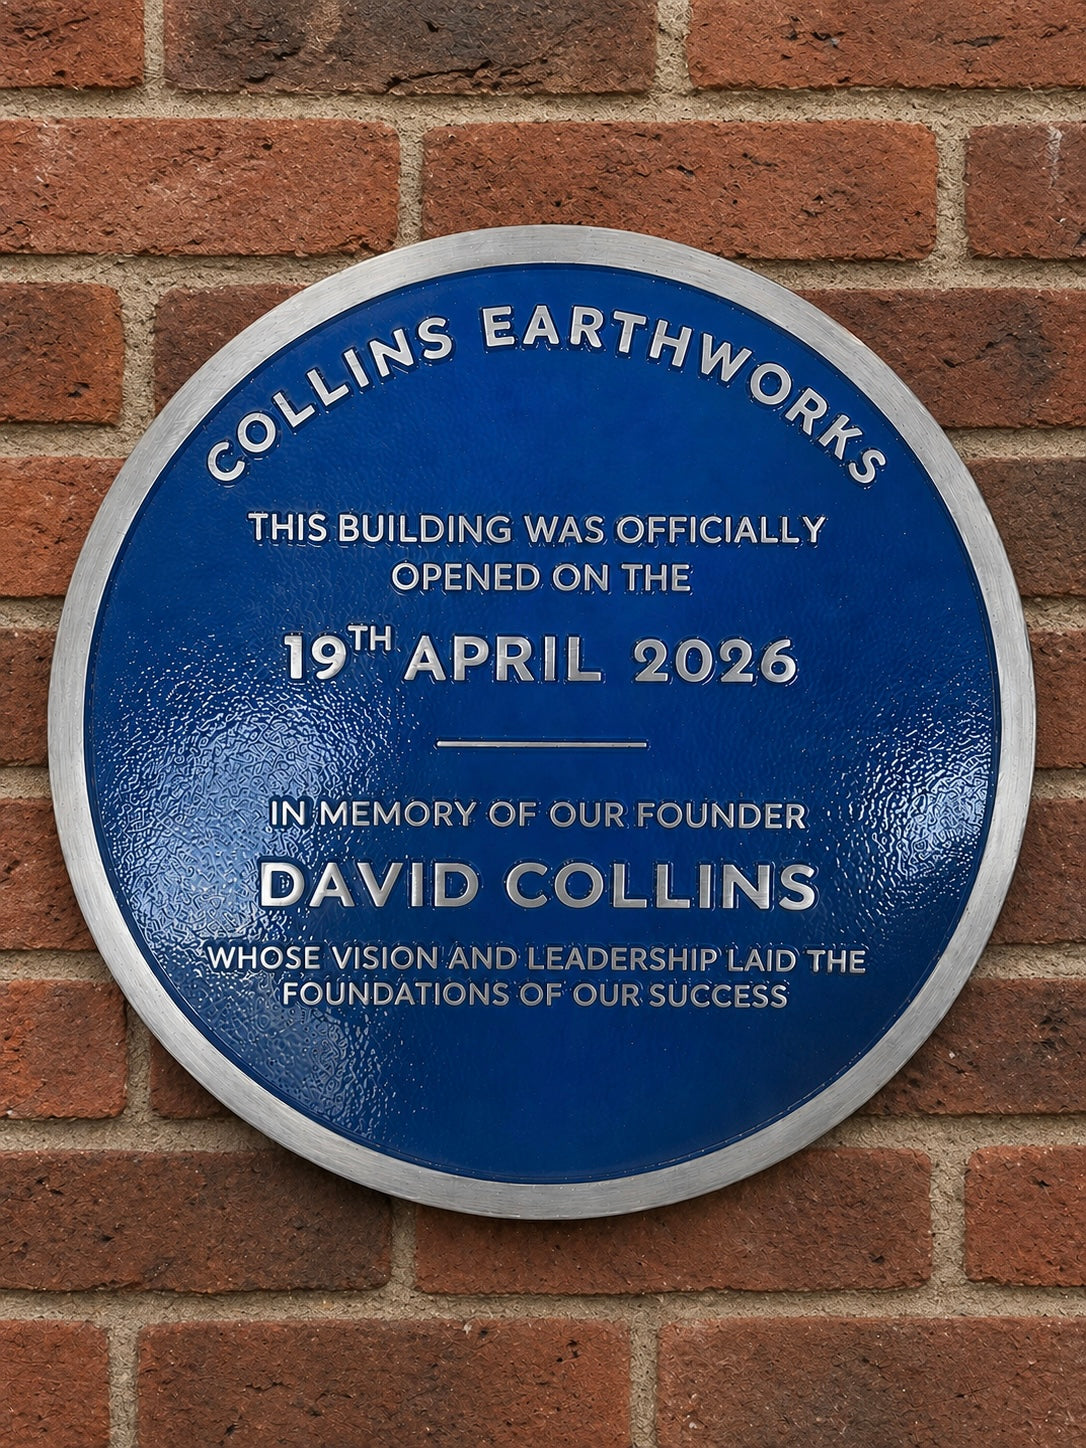 COLLINS EARTHWORKS
THIS BUILDING WAS OFFICIALLY
OPENED ON THE
19TH APRIL 2026
IN MEMORY OF OUR FOUNDER
DAVID COLLINS
WHOSE VISION AND LEADERSHIP LAID THE
FOUNDATIONS OF OUR SUCCESS